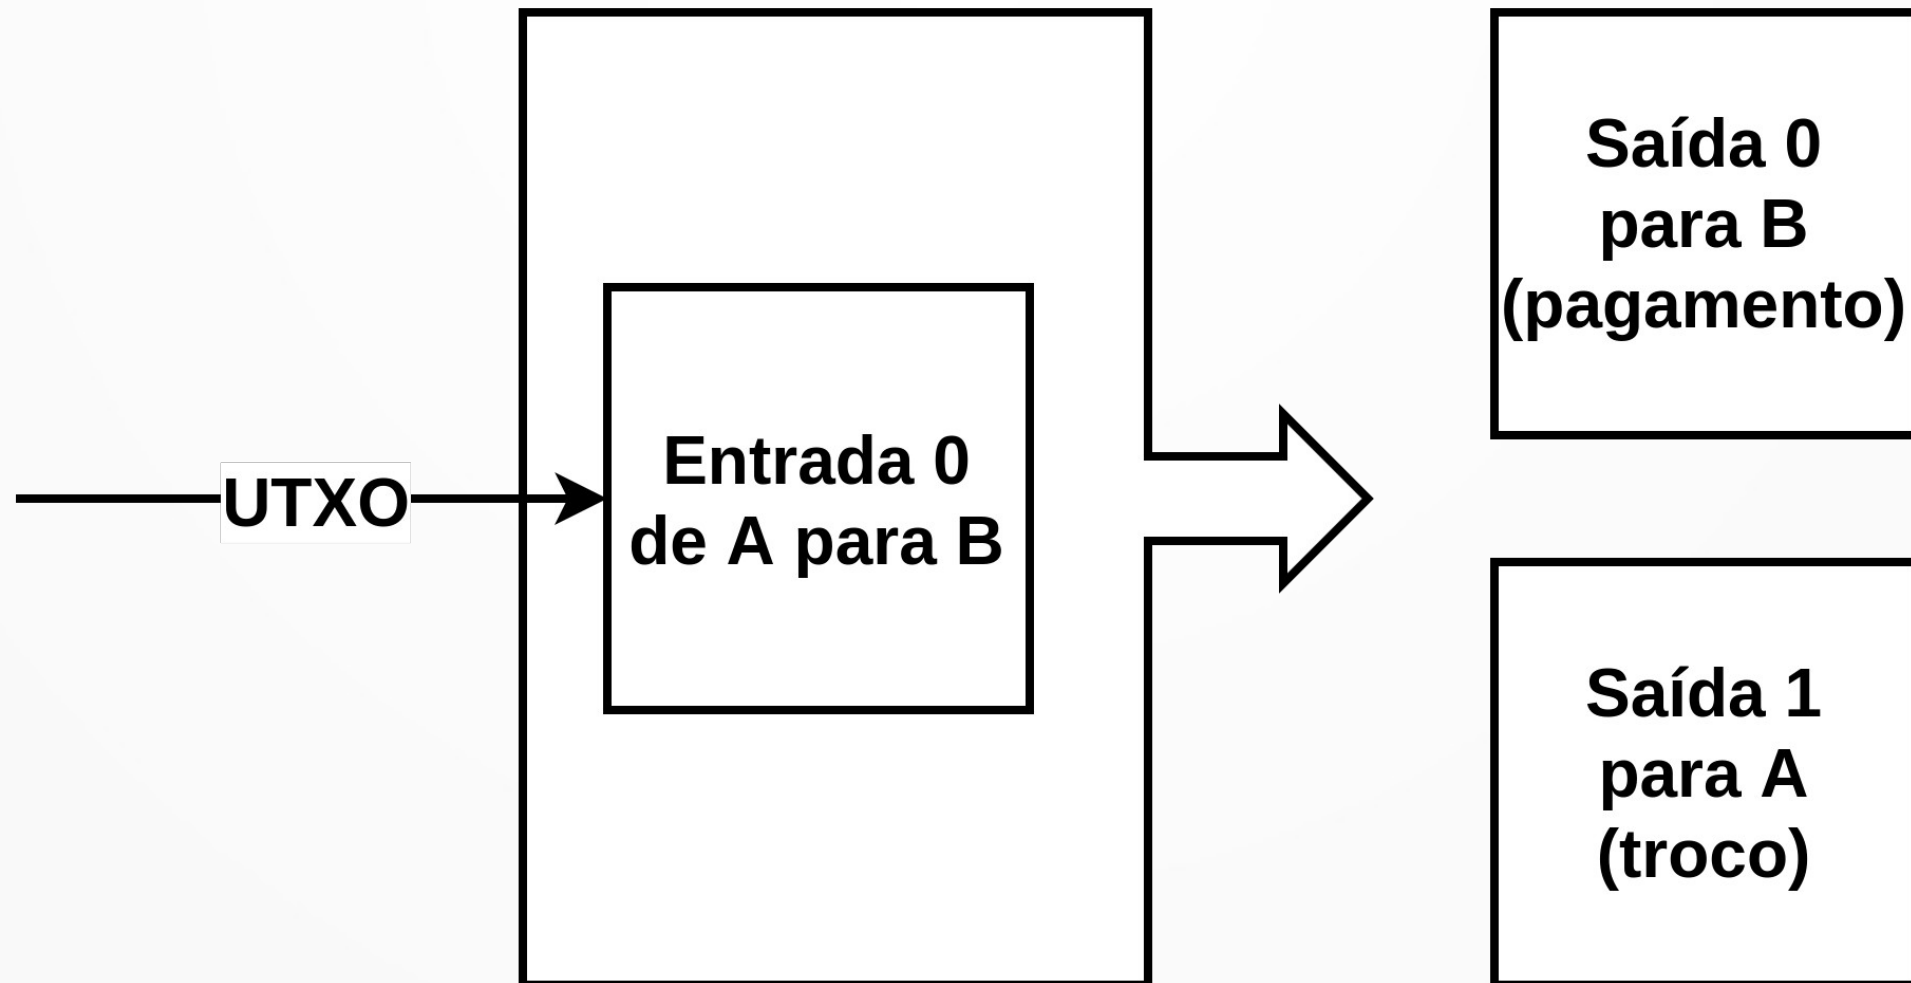 UTXO
Entrada 0
de A para B
Saída 0
para B
(pagamento)
Saída 1
para A
(troco)